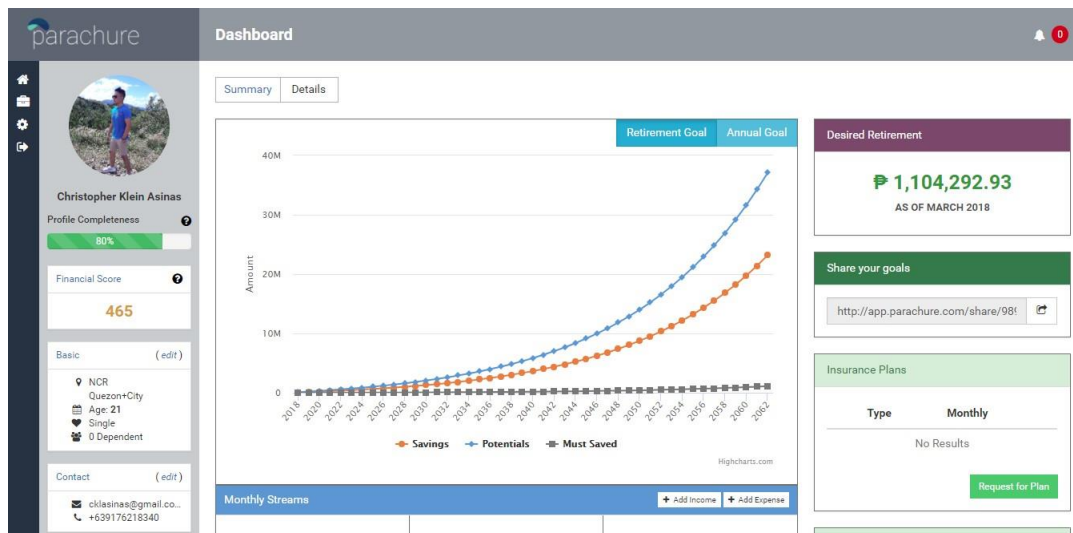 parachure
Dashboard
0
Summary Details
Christopher Klein Asinas
Profile Completeness
80%
Financial Score
465
Basic (edit)
NCR
Quezon+City
Age: 21
Single
0 Dependent
Contact (edit)
cklasinas@gmail.co...
+639176218340
Retirement Goal Annual Goal
Amount
40M
30M
20M
10M
0
2018 2020 2022 2024 2026 2028 2030 2032 2034 2036 2038 2040 2042 2044 2046 2048 2050 2052 2054 2056 2058 2060 2062
Savings Potentials Must Saved
Highcharts.com
Monthly Streams + Add Income + Add Expense
Desired Retirement
₱ 1,104,292.93
AS OF MARCH 2018
Share your goals
http://app.parachure.com/share/989
Insurance Plans
Type Monthly
No Results
Request for Plan